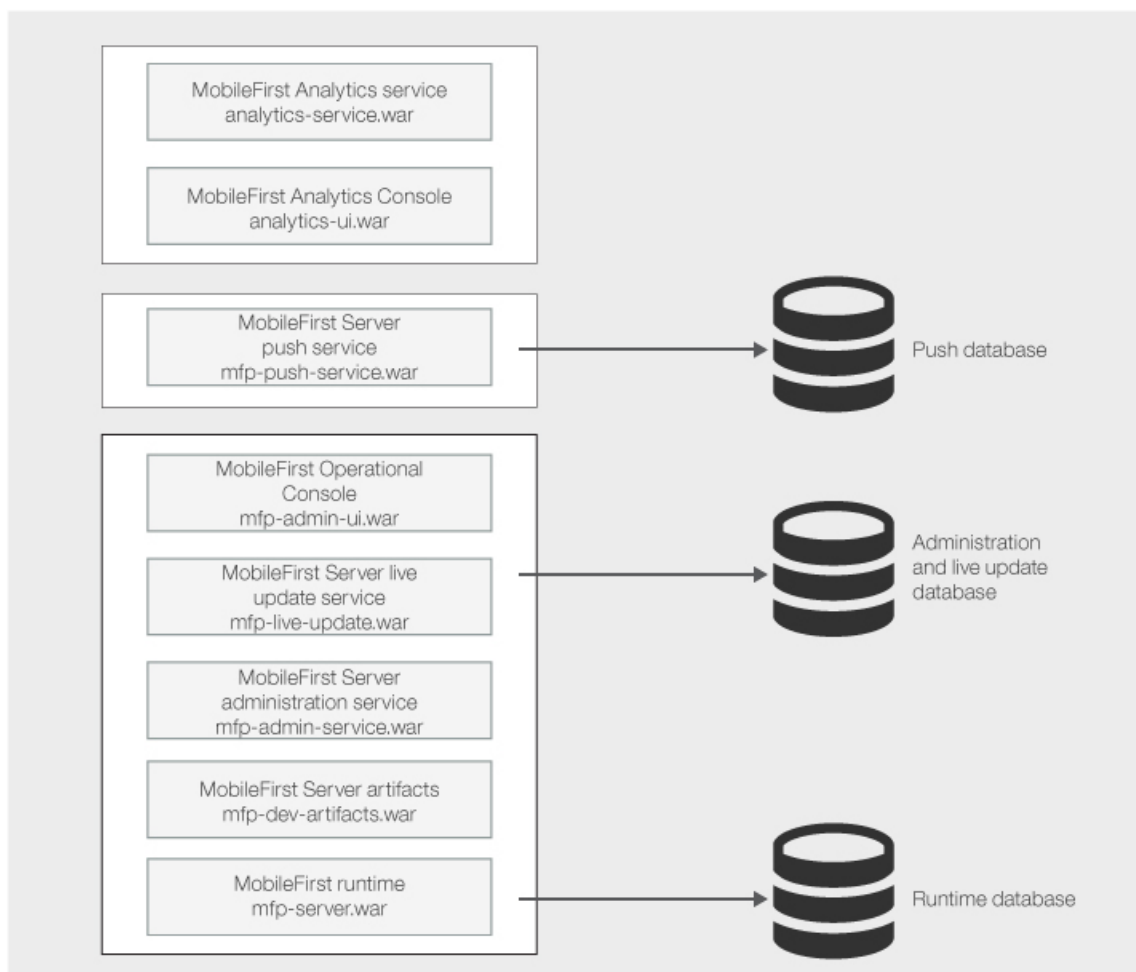 MobileFirst Analytics service
analytics-service.war
MobileFirst Analytics Console
analytics-ui.war
MobileFirst Server
push service
mfp-push-service.war
Push database
MobileFirst Operational
Console
mfp-admin-ui.war
MobileFirst Server live
update service
mfp-live-update.war
Administration
and live update
database
MobileFirst Server
administration service
mfp-admin-service.war
MobileFirst Server artifacts
mfp-dev-artifacts.war
MobileFirst runtime
mfp-server.war
Runtime database